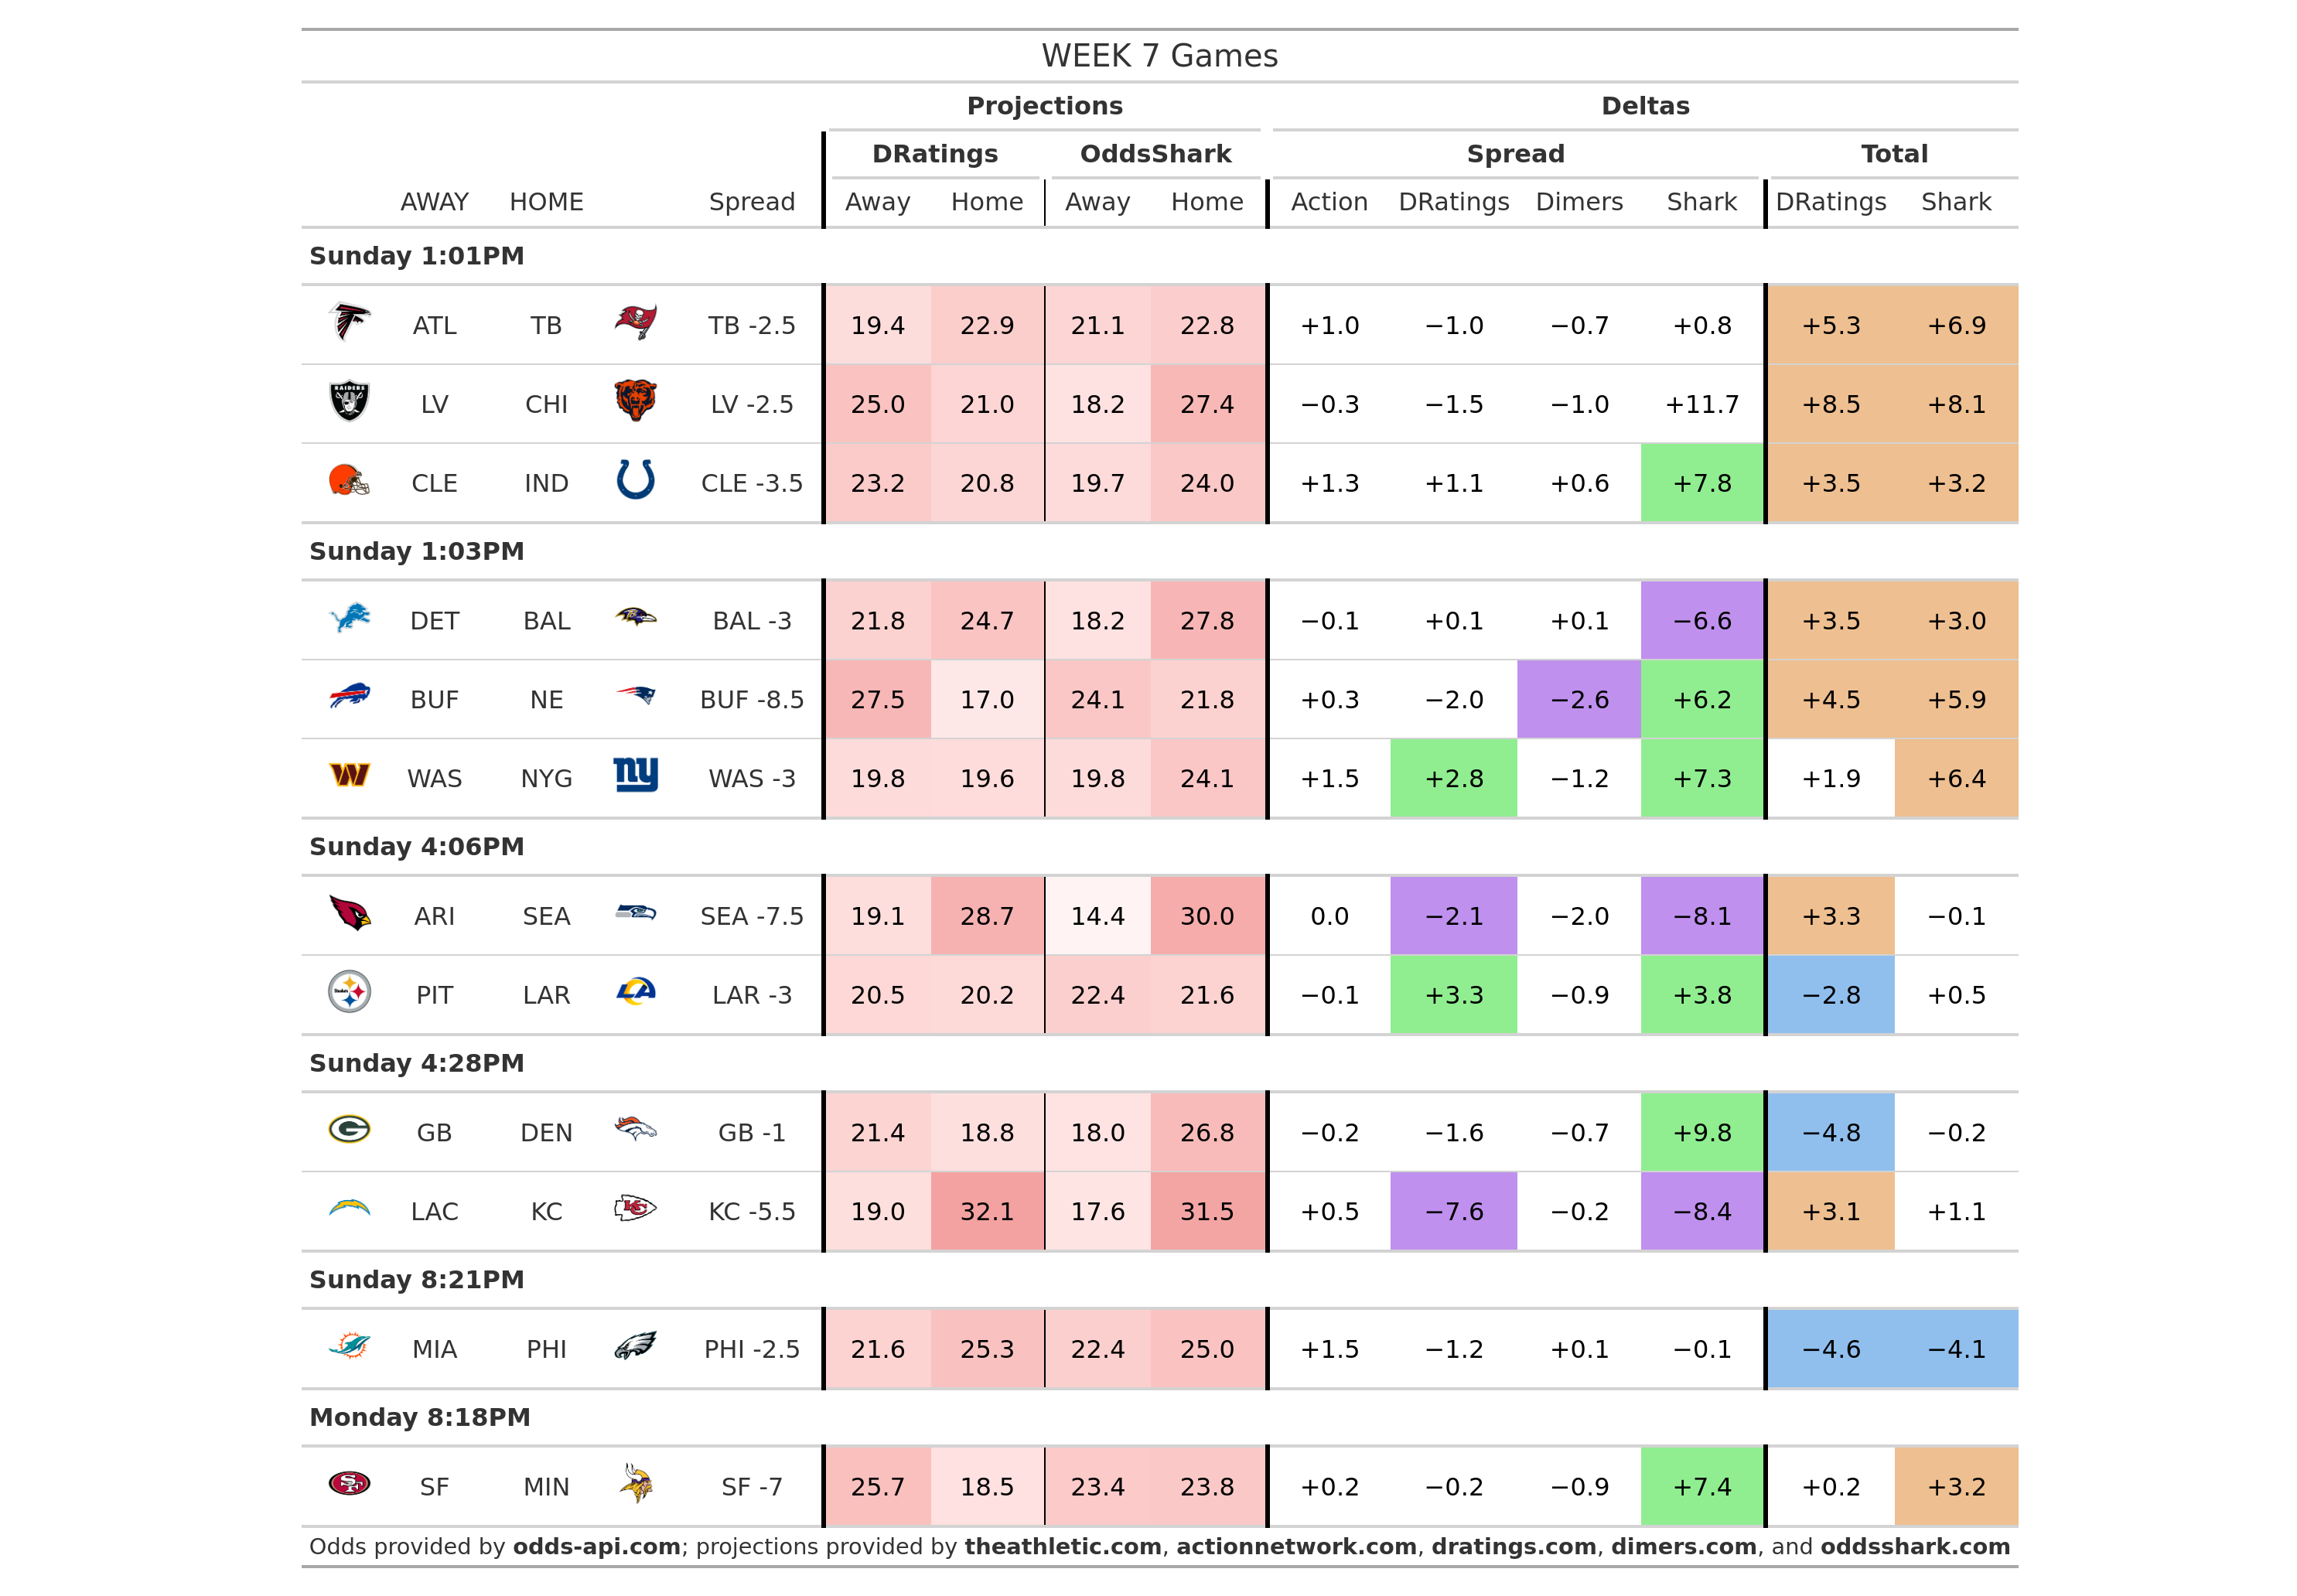 WEEK 7 Games
Projections Deltas
DRatings OddsShark Spread Total
AWAY HOME Spread Away Home Away Home Action DRatings Dimers Shark DRatings Shark
Sunday 1:01PM
ATL TB TB -2.5 19.4 22.9 21.1 22.8 +1.0 −1.0 −0.7 +0.8 +5.3 +6.9
RAIDERS LV CHI LV -2.5 25.0 21.0 18.2 27.4 −0.3 −1.5 −1.0 +11.7 +8.5 +8.1
CLE IND CLE -3.5 23.2 20.8 19.7 24.0 +1.3 +1.1 +0.6 +7.8 +3.5 +3.2
Sunday 1:03PM
DET BAL BAL -3 21.8 24.7 18.2 27.8 −0.1 +0.1 +0.1 −6.6 +3.5 +3.0
BUF NE BUF -8.5 27.5 17.0 24.1 21.8 +0.3 −2.0 −2.6 +6.2 +4.5 +5.9
W WAS NYG ny WAS -3 19.8 19.6 19.8 24.1 +1.5 +2.8 −1.2 +7.3 +1.9 +6.4
Sunday 4:06PM
ARI SEA SEA -7.5 19.1 28.7 14.4 30.0 0.0 −2.1 −2.0 −8.1 +3.3 −0.1
Steelers PIT LAR LA LAR -3 20.5 20.2 22.4 21.6 −0.1 +3.3 −0.9 +3.8 −2.8 +0.5
Sunday 4:28PM
G GB DEN GB -1 21.4 18.8 18.0 26.8 −0.2 −1.6 −0.7 +9.8 −4.8 −0.2
LAC KC KC KC -5.5 19.0 32.1 17.6 31.5 +0.5 −7.6 −0.2 −8.4 +3.1 +1.1
Sunday 8:21PM
MIA PHI PHI -2.5 21.6 25.3 22.4 25.0 +1.5 −1.2 +0.1 −0.1 −4.6 −4.1
Monday 8:18PM
SF SF MIN SF -7 25.7 18.5 23.4 23.8 +0.2 −0.2 −0.9 +7.4 +0.2 +3.2
Odds provided by odds-api.com; projections provided by theathletic.com, actionnetwork.com, dratings.com, dimers.com, and oddsshark.com